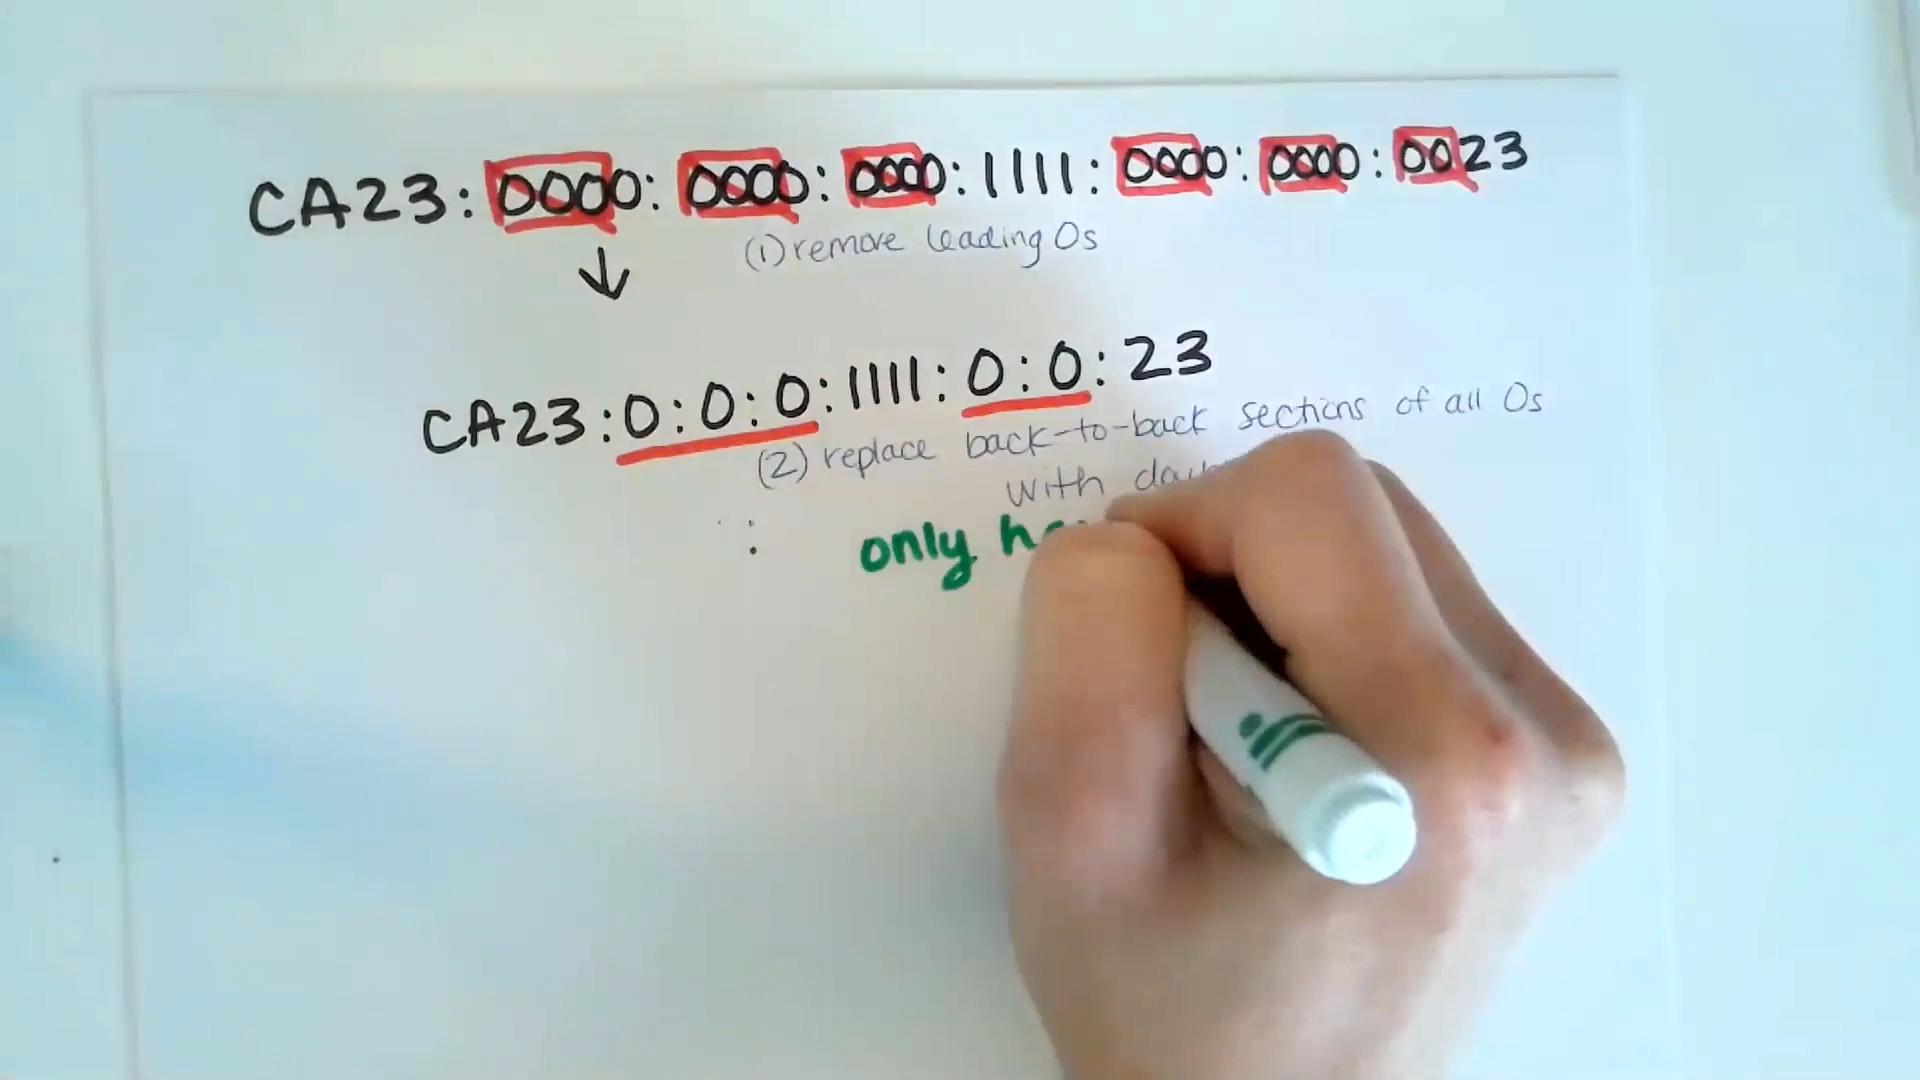 CA23:0000:0000:0000:1111:0000:0000:0023
(1) remove leading 0s
CA23:0:0:0:1111:0:0:23
(2) replace back-to-back sections of all 0s
with
:
only